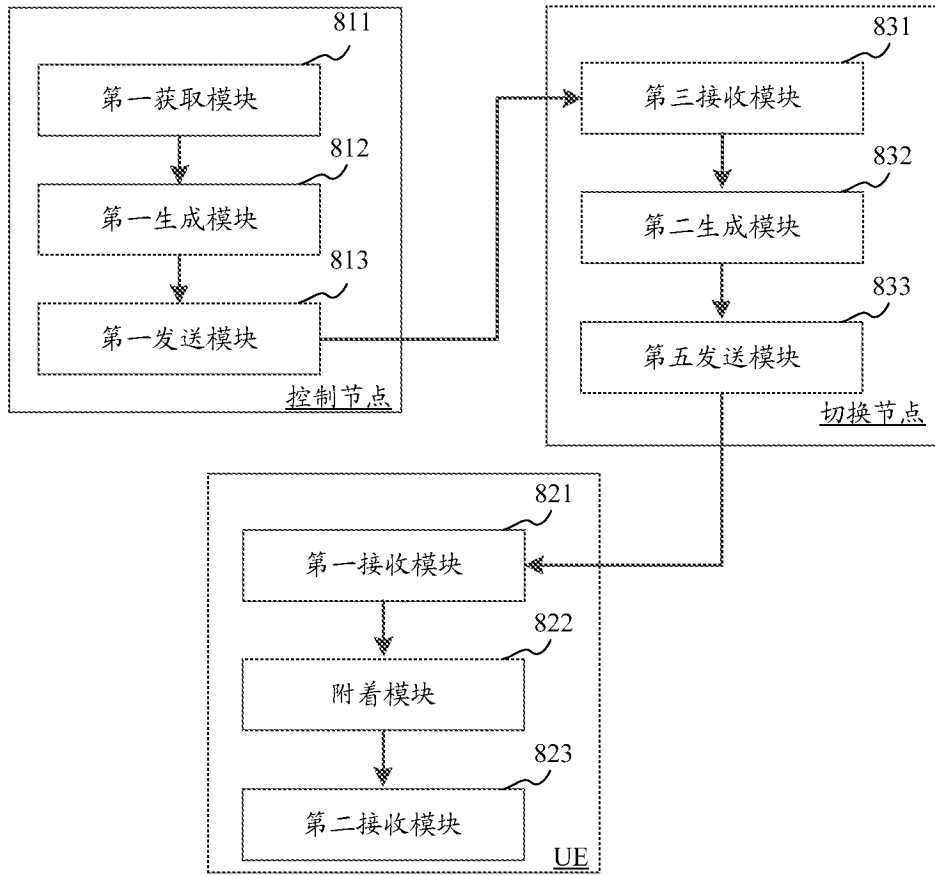 811
第一获取模块
812
第一生成模块
813
第一发送模块
控制节点
831
第三接收模块
832
第二生成模块
833
第五发送模块
切换节点
821
第一接收模块
822
附着模块
823
第二接收模块
UE